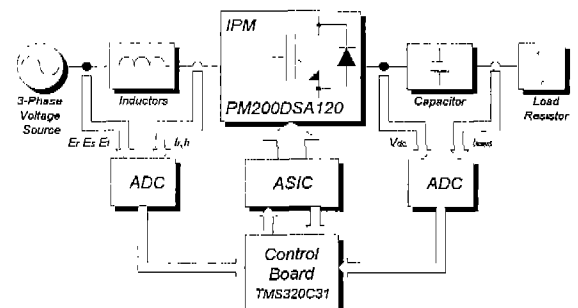 IPM
PM200DSA120
3-Phase
Voltage
Source
Inductors
Capacitor
Load
Resistor
Er Es Et
Vdc
ADC
ASIC
ADC
Control
Board
TMS320C31